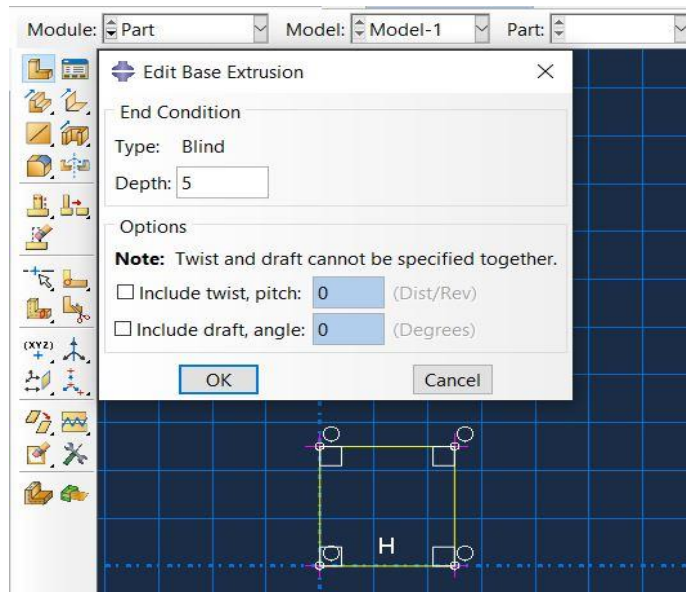 Module: Part Model: Model-1 Part:
Edit Base Extrusion
End Condition
Type: Blind
Depth: 5
Options
Note: Twist and draft cannot be specified together.
Include twist, pitch: 0 (Dist/Rev)
Include draft, angle: 0 (Degrees)
OK Cancel
(XYZ)
H